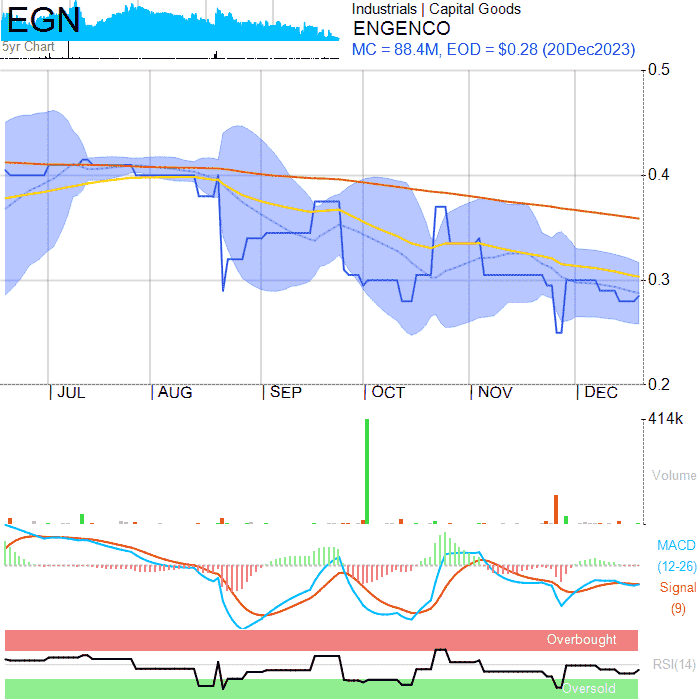 EGN
5yr Chart
Industrials | Capital Goods
ENGENCO
MC = 88.4M, EOD = $0.28 (20Dec2023)
0.5
0.4
0.3
0.2
JUL
AUG
SEP
OCT
NOV
DEC
414k
Volume
MACD
(12-26)
Signal
(9)
Overbought
RSI(14)
Oversold